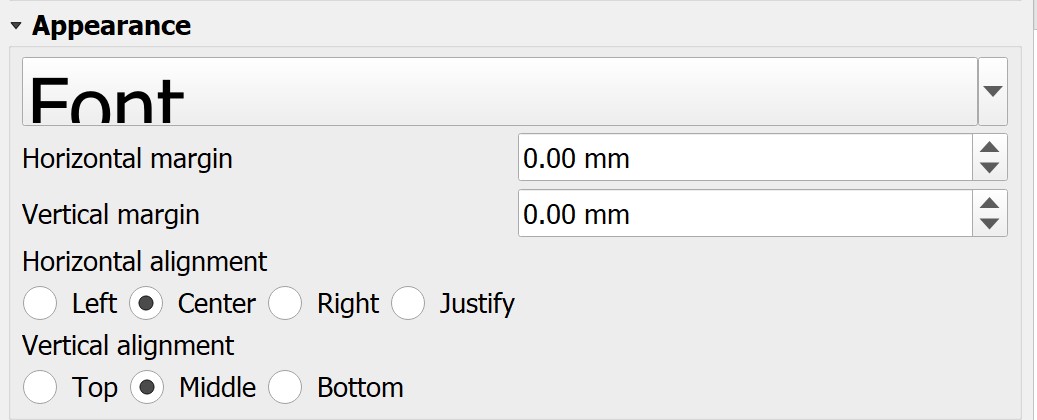 Appearance
Font
Horizontal margin 0.00 mm
Vertical margin 0.00 mm
Horizontal alignment
Left Center Right Justify
Vertical alignment
Top Middle Bottom